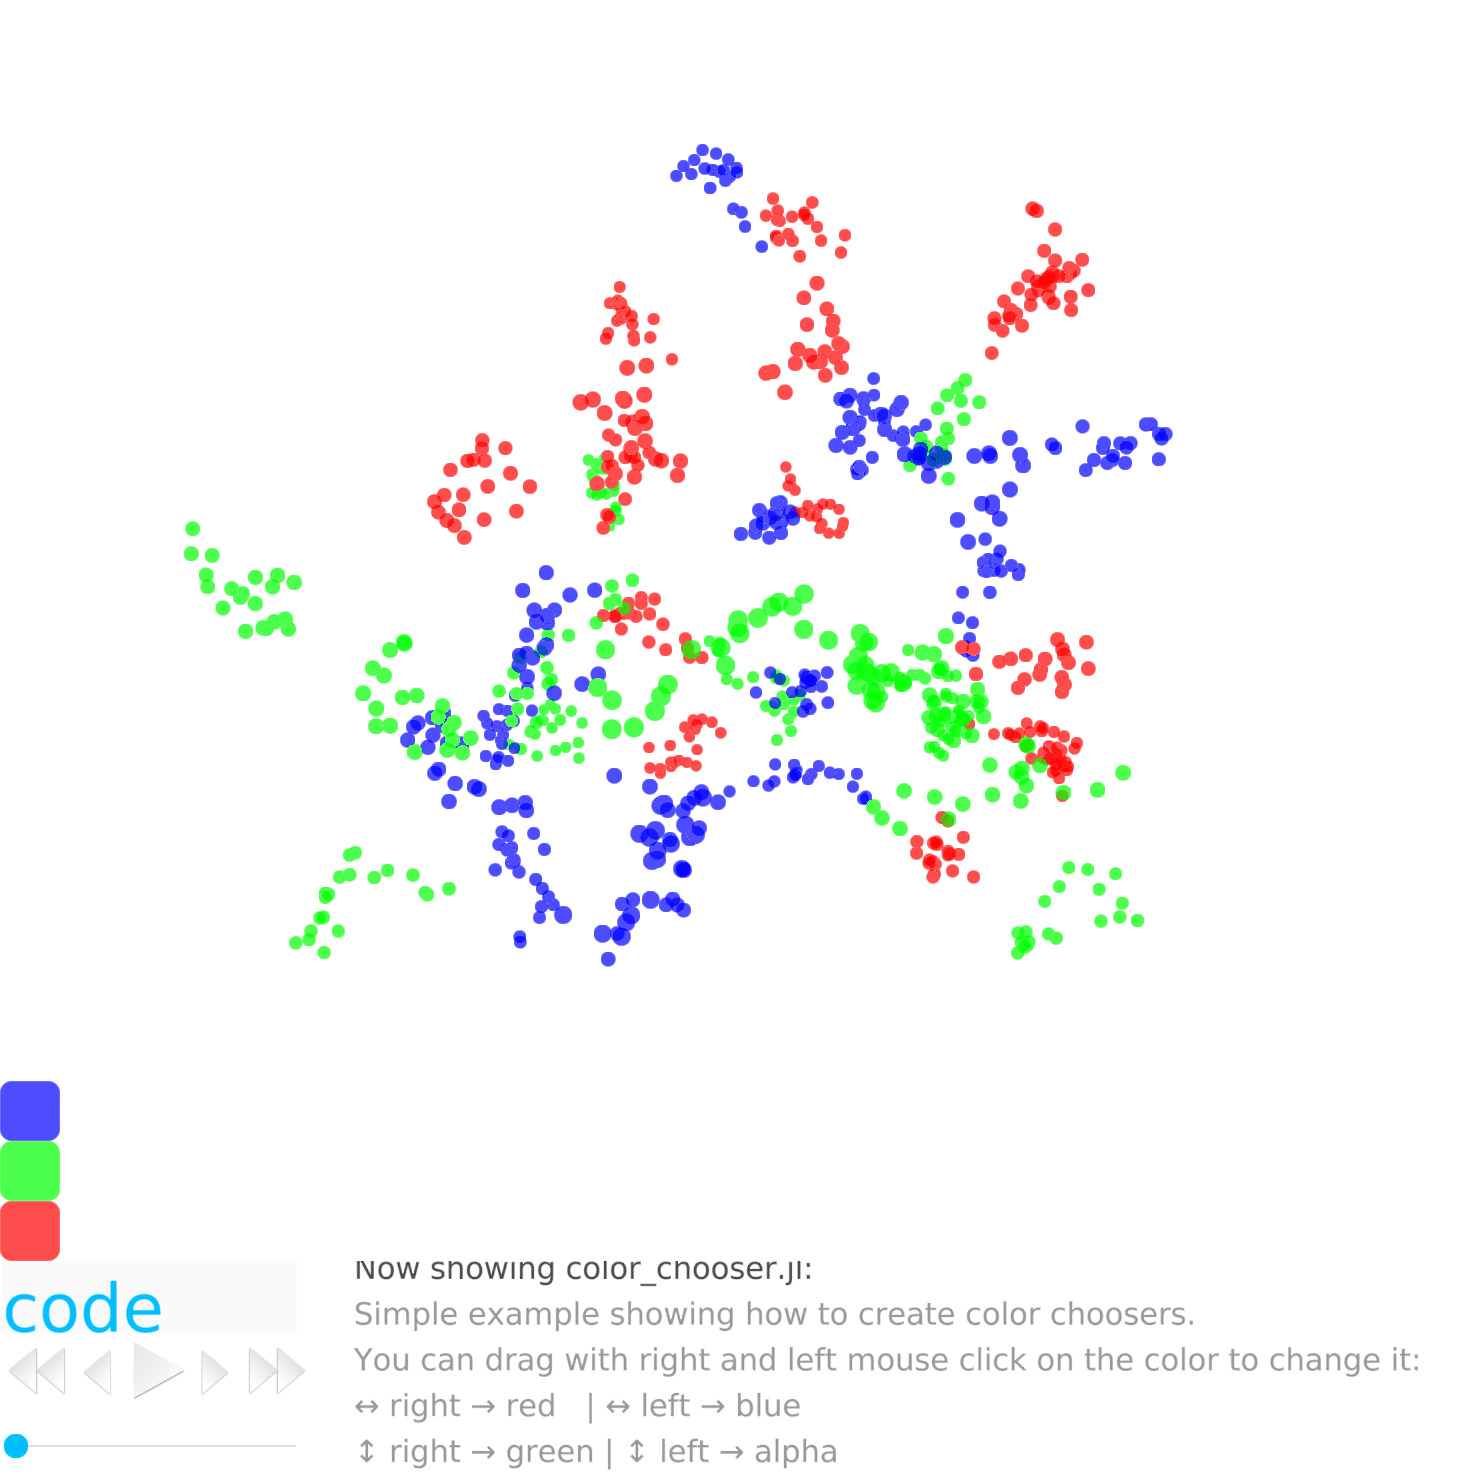 Now showing color_chooser.jl:
code
Simple example showing how to create color choosers.
You can drag with right and left mouse click on the color to change it:
↔ right → red | ↔ left → blue
↕ right → green | ↕ left → alpha